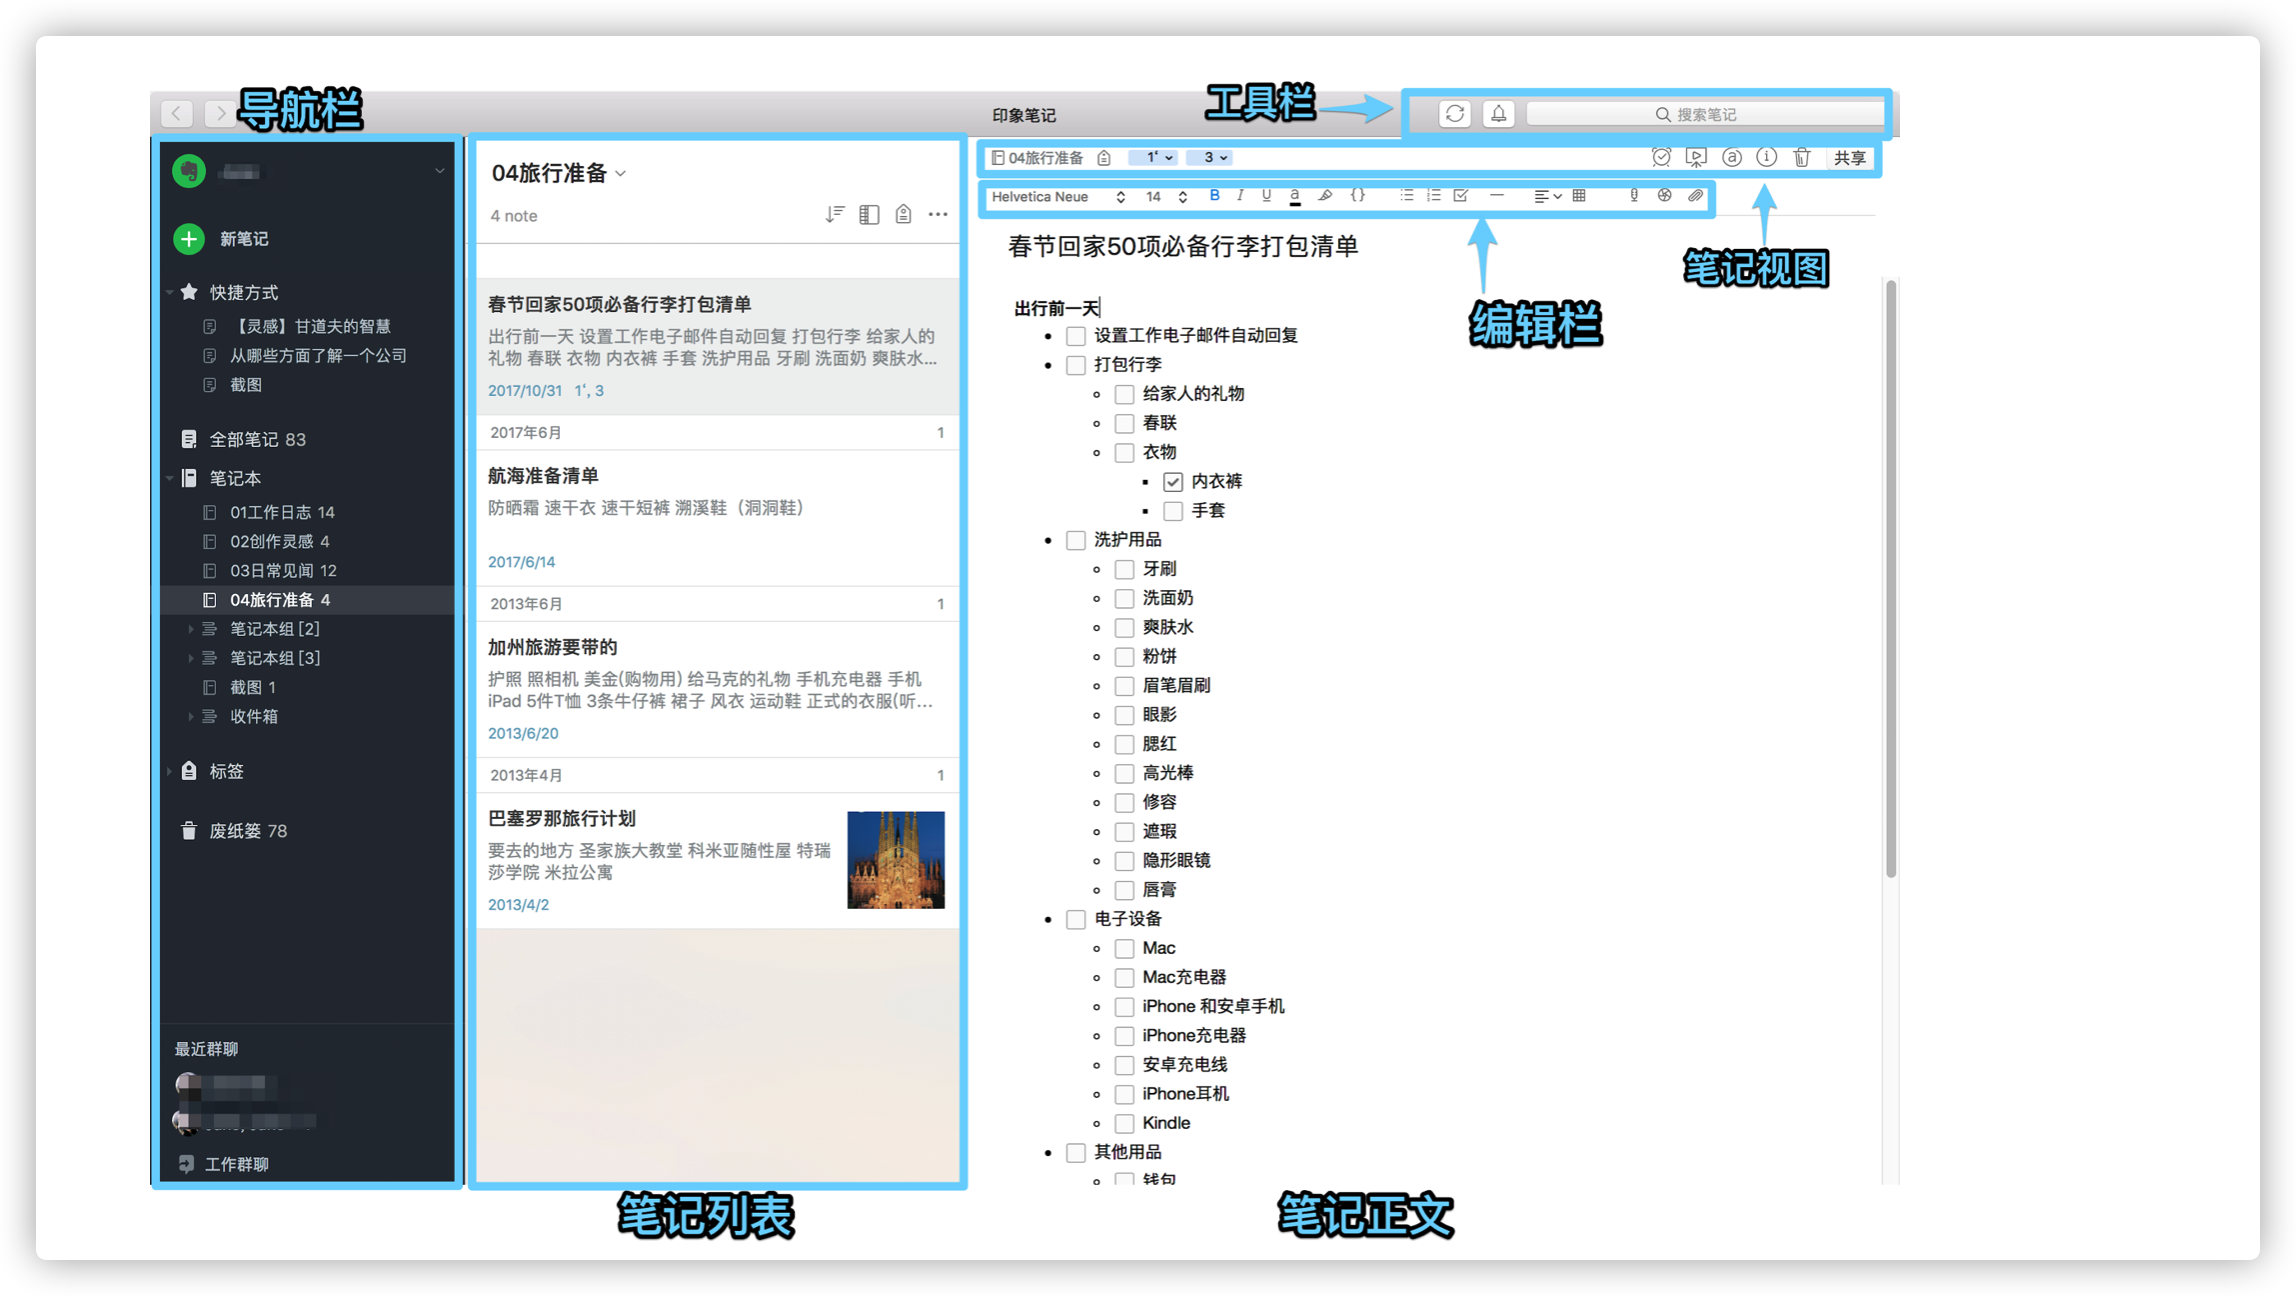 导航栏
印象笔记
工具栏
搜索笔记
新笔记
快捷方式
【灵感】甘道夫的智慧
从哪些方面了解一个公司
截图
全部笔记 83
笔记本
01工作日志 14
02创作灵感 4
03日常见闻 12
04旅行准备 4
笔记本组 [2]
笔记本组 [3]
截图 1
收件箱
标签
废纸篓 78
最近群聊
工作群聊
04旅行准备
4 note
春节回家50项必备行李打包清单
出行前一天 设置工作电子邮件自动回复 打包行李 给家人的
礼物 春联 衣物 内衣裤 手套 洗护用品 牙刷 洗面奶 爽肤水...
2017/10/31 1‘, 3
2017年6月 1
航海准备清单
防晒霜 速干衣 速干短裤 溯溪鞋（洞洞鞋）
2017/6/14
2013年6月 1
加州旅游要带的
护照 照相机 美金(购物用) 给马克的礼物 手机充电器 手机
iPad 5件T恤 3条牛仔裤 裙子 风衣 运动鞋 正式的衣服(听...
2013/6/20
2013年4月 1
巴塞罗那旅行计划
要去的地方 圣家族大教堂 科米亚随性屋 特瑞
莎学院 米拉公寓
2013/4/2
笔记列表
04旅行准备 1‘ 3 共享
Helvetica Neue 14 B I U a {}
笔记视图
编辑栏
春节回家50项必备行李打包清单
出行前一天
设置工作电子邮件自动回复
打包行李
给家人的礼物
春联
衣物
内衣裤
手套
洗护用品
牙刷
洗面奶
爽肤水
粉饼
眉笔眉刷
眼影
腮红
高光棒
修容
遮瑕
隐形眼镜
唇膏
电子设备
Mac
Mac充电器
iPhone 和安卓手机
iPhone充电器
安卓充电线
iPhone耳机
Kindle
其他用品
钱包
笔记正文